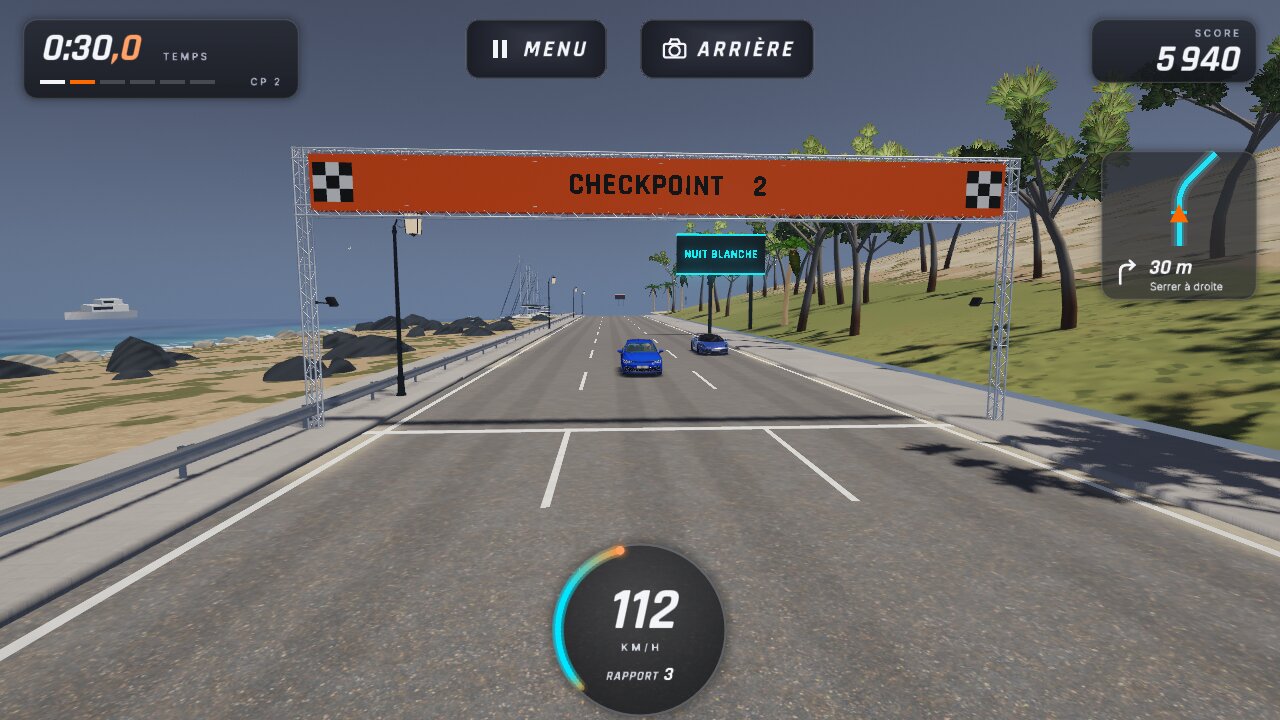 0:30,0 TEMPS
CP 2
MENU
ARRIÈRE
SCORE
5 940
CHECKPOINT 2
NUIT BLANCHE
30 m
Serrer à droite
112
KM/H
RAPPORT 3